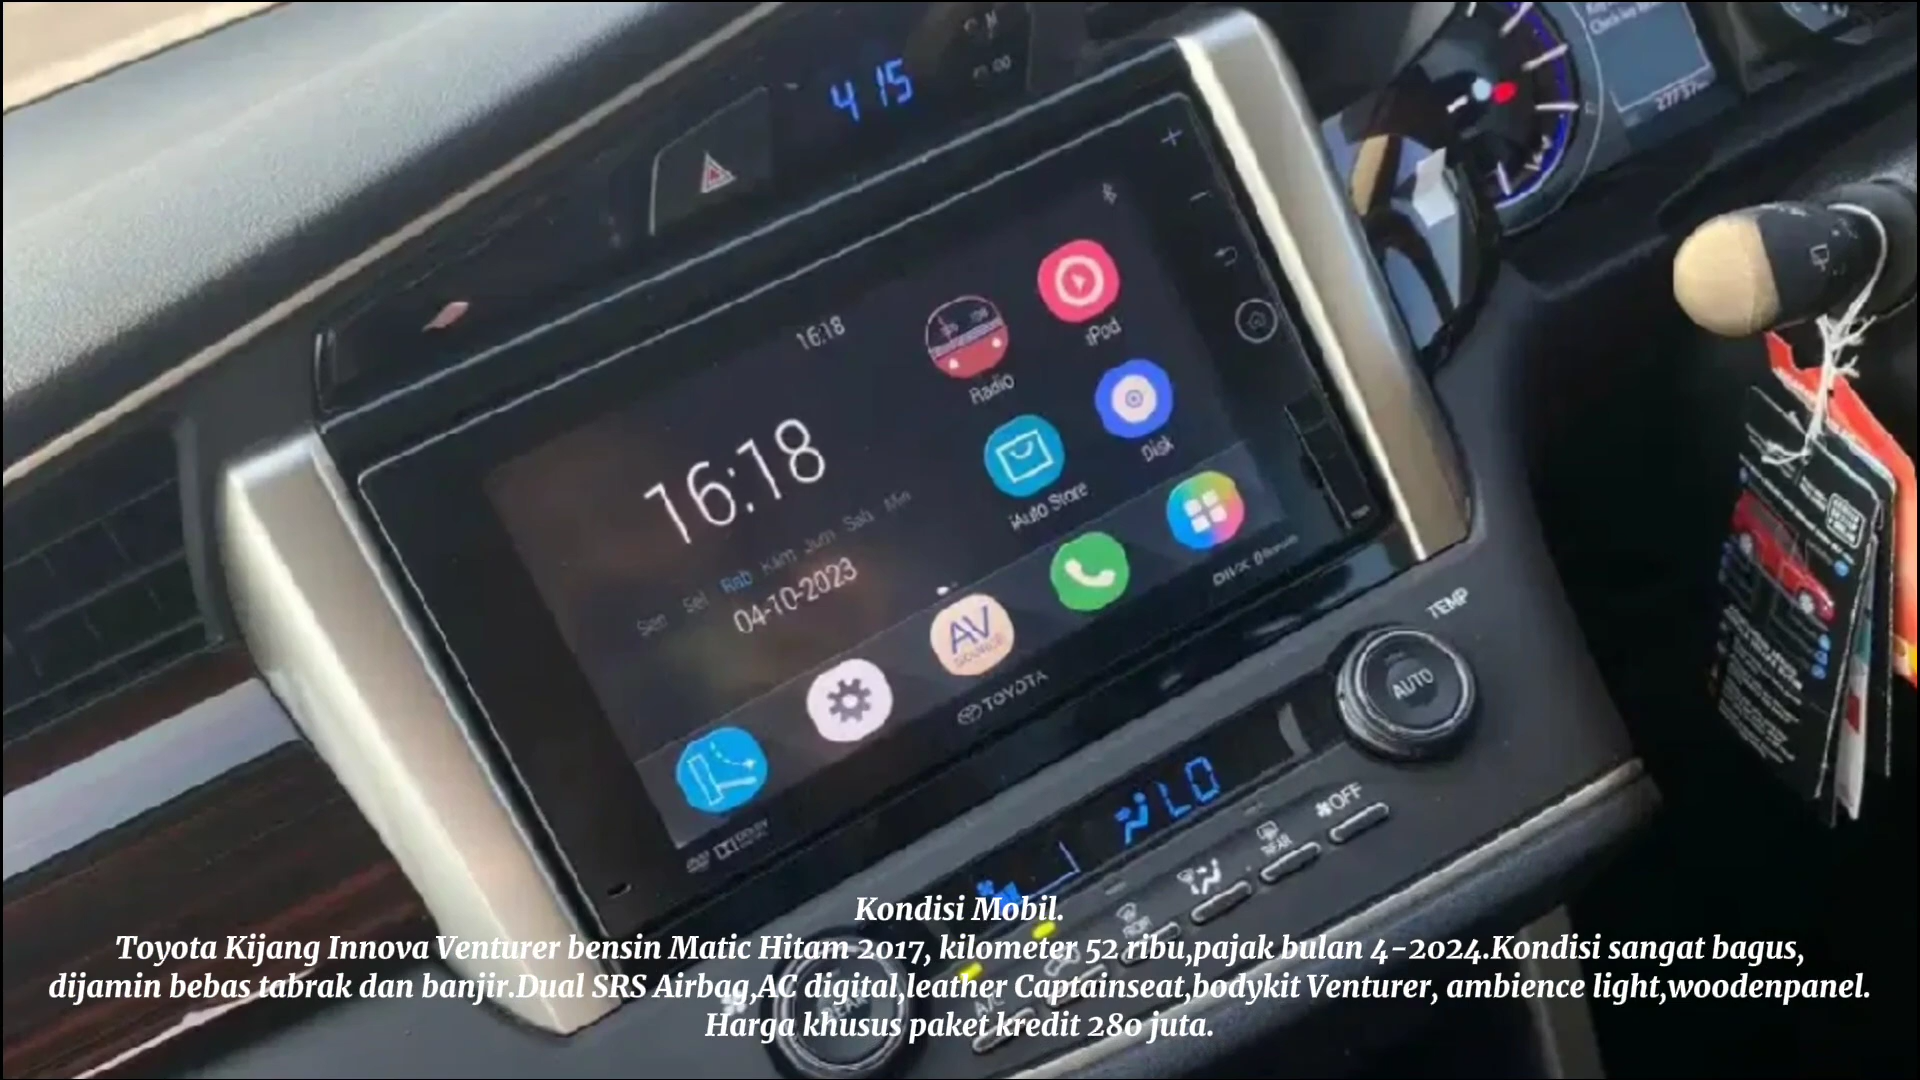 4 15
16:18
iPod
Radio
16:18
Disk
iAuto Store
Sen Sel Rab Kam Jum Sab Min
04-10-2023
AV
SOURCE
TOYOTA
TEMP
AUTO
LO
OFF
REAR
Kondisi Mobil.
Toyota Kijang Innova Venturer bensin Matic Hitam 2017, kilometer 52 ribu,pajak bulan 4-2024.Kondisi sangat bagus,
dijamin bebas tabrak dan banjir.Dual SRS Airbag,AC digital,leather Captainseat,bodykit Venturer, ambience light,woodenpanel.
Harga khusus paket kredit 280 juta.